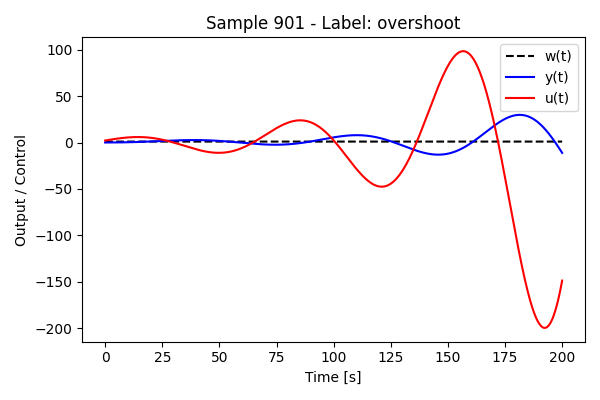 Sample 901 - Label: overshoot
Output / Control
100
50
0
−50
−100
−150
−200
w(t)
y(t)
u(t)
0 25 50 75 100 125 150 175 200
Time [s]